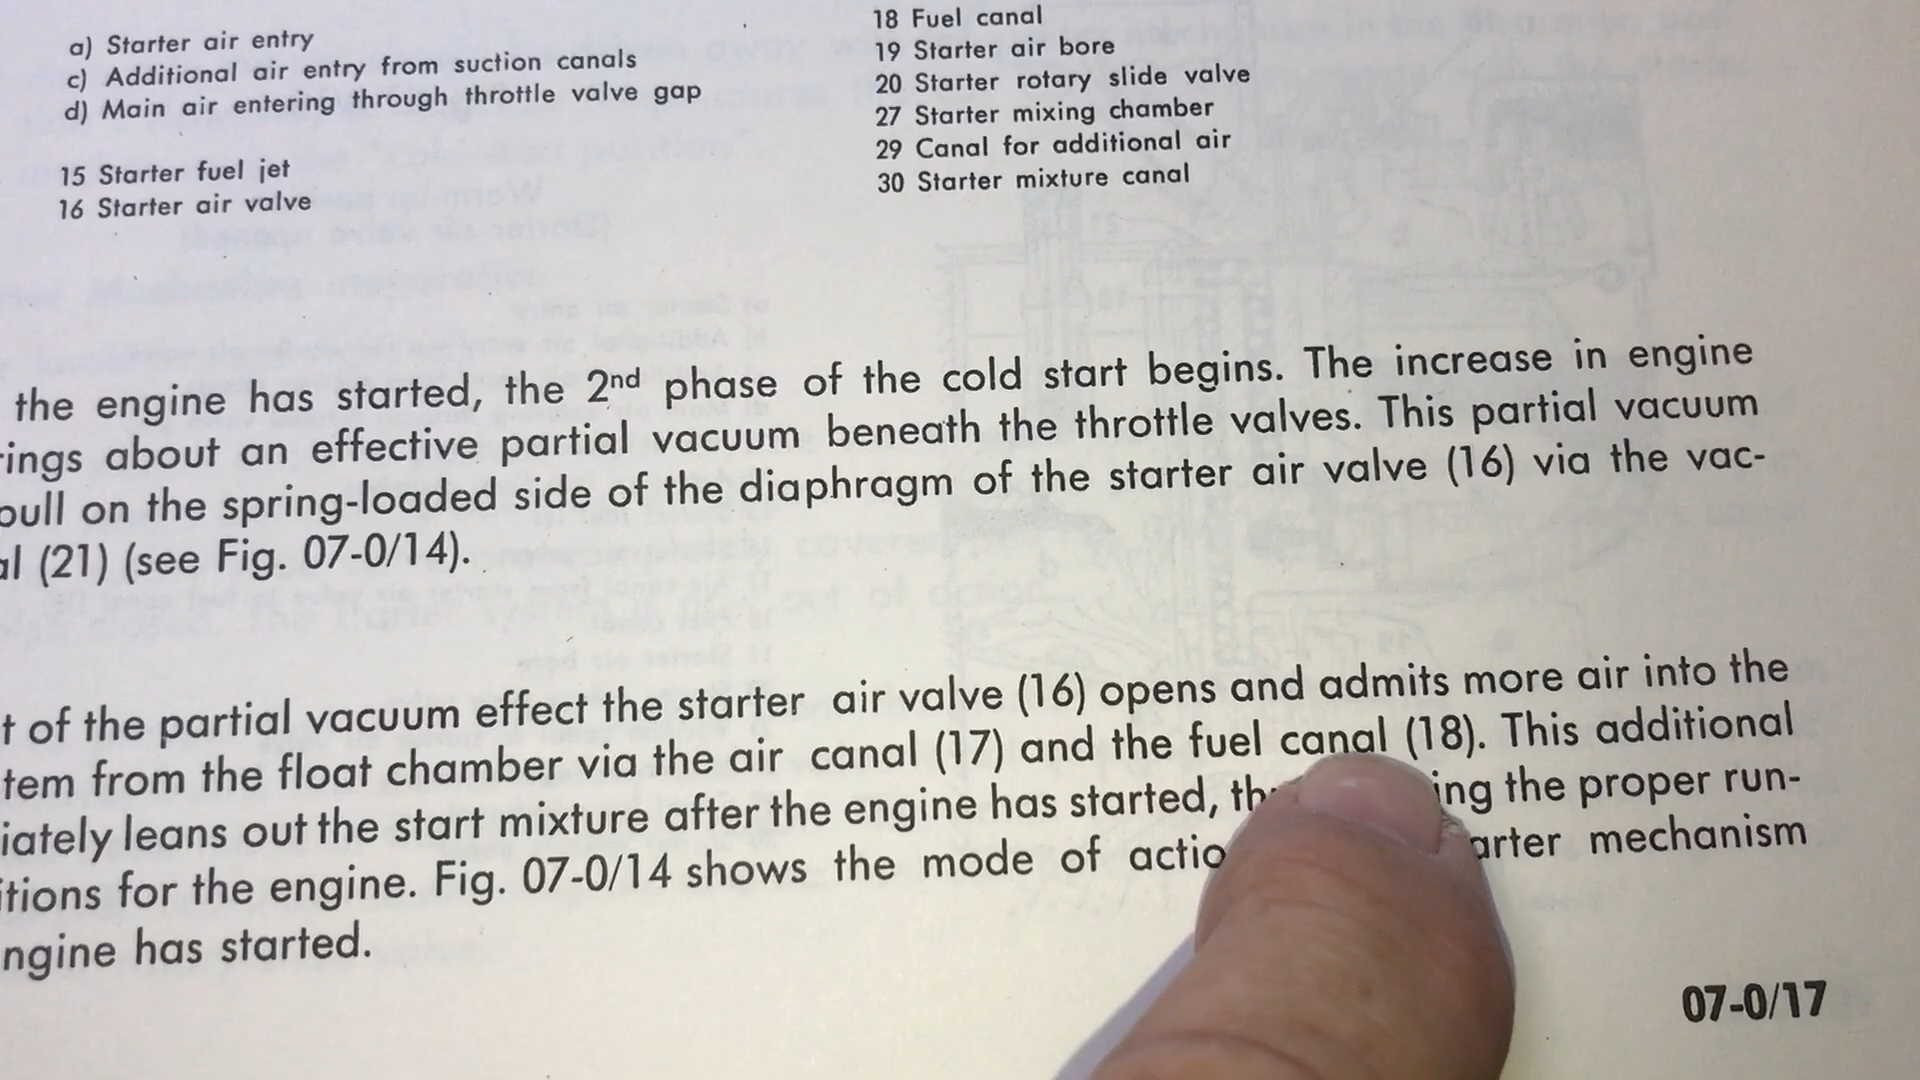 a) Starter air entry
c) Additional air entry from suction canals
d) Main air entering through throttle valve gap
15 Starter fuel jet
16 Starter air valve
18 Fuel canal
19 Starter air bore
20 Starter rotary slide valve
27 Starter mixing chamber
29 Canal for additional air
30 Starter mixture canal
the engine has started, the 2nd phase of the cold start begins. The increase in engine
ings about an effective partial vacuum beneath the throttle valves. This partial vacuum
pull on the spring-loaded side of the diaphragm of the starter air valve (16) via the vac-
al (21) (see Fig. 07-0/14).
t of the partial vacuum effect the starter air valve (16) opens and admits more air into the
tem from the float chamber via the air canal (17) and the fuel canal (18). This additional
iately leans out the start mixture after the engine has started, th ing the proper run-
itions for the engine. Fig. 07-0/14 shows the mode of actio arter mechanism
ngine has started.
07-0/17